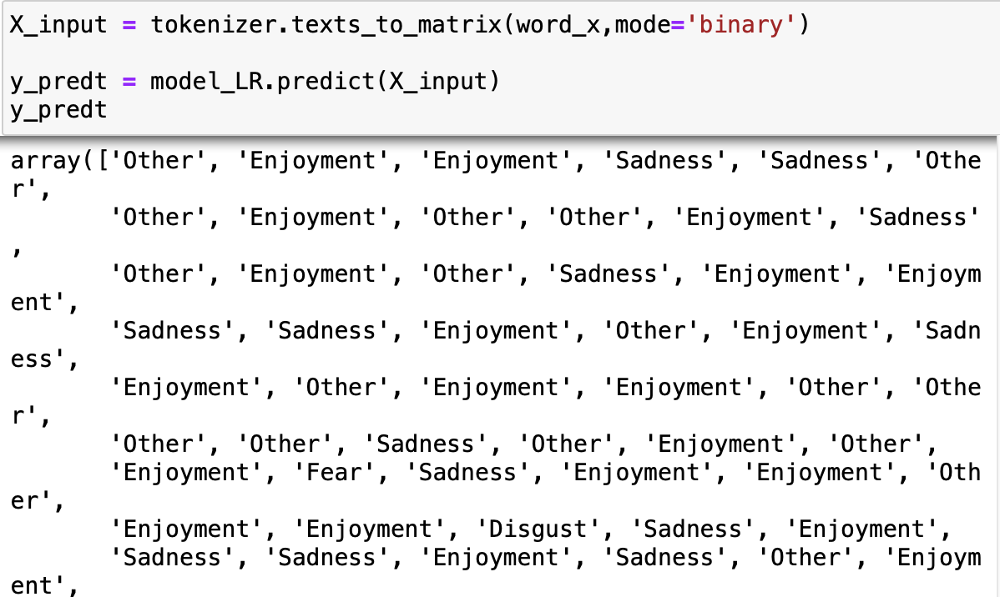 X_input = tokenizer.texts_to_matrix(word_x,mode='binary')
y_predt = model_LR.predict(X_input)
y_predt
array(['Other', 'Enjoyment', 'Enjoyment', 'Sadness', 'Sadness', 'Othe
r',
'Other', 'Enjoyment', 'Other', 'Other', 'Enjoyment', 'Sadness'
,
'Other', 'Enjoyment', 'Other', 'Sadness', 'Enjoyment', 'Enjoym
ent',
'Sadness', 'Sadness', 'Enjoyment', 'Other', 'Enjoyment', 'Sadn
ess',
'Enjoyment', 'Other', 'Enjoyment', 'Enjoyment', 'Other', 'Othe
r',
'Other', 'Other', 'Sadness', 'Other', 'Enjoyment', 'Other',
'Enjoyment', 'Fear', 'Sadness', 'Enjoyment', 'Enjoyment', 'Oth
er',
'Enjoyment', 'Enjoyment', 'Disgust', 'Sadness', 'Enjoyment',
'Sadness', 'Sadness', 'Enjoyment', 'Sadness', 'Other', 'Enjoym
ent',